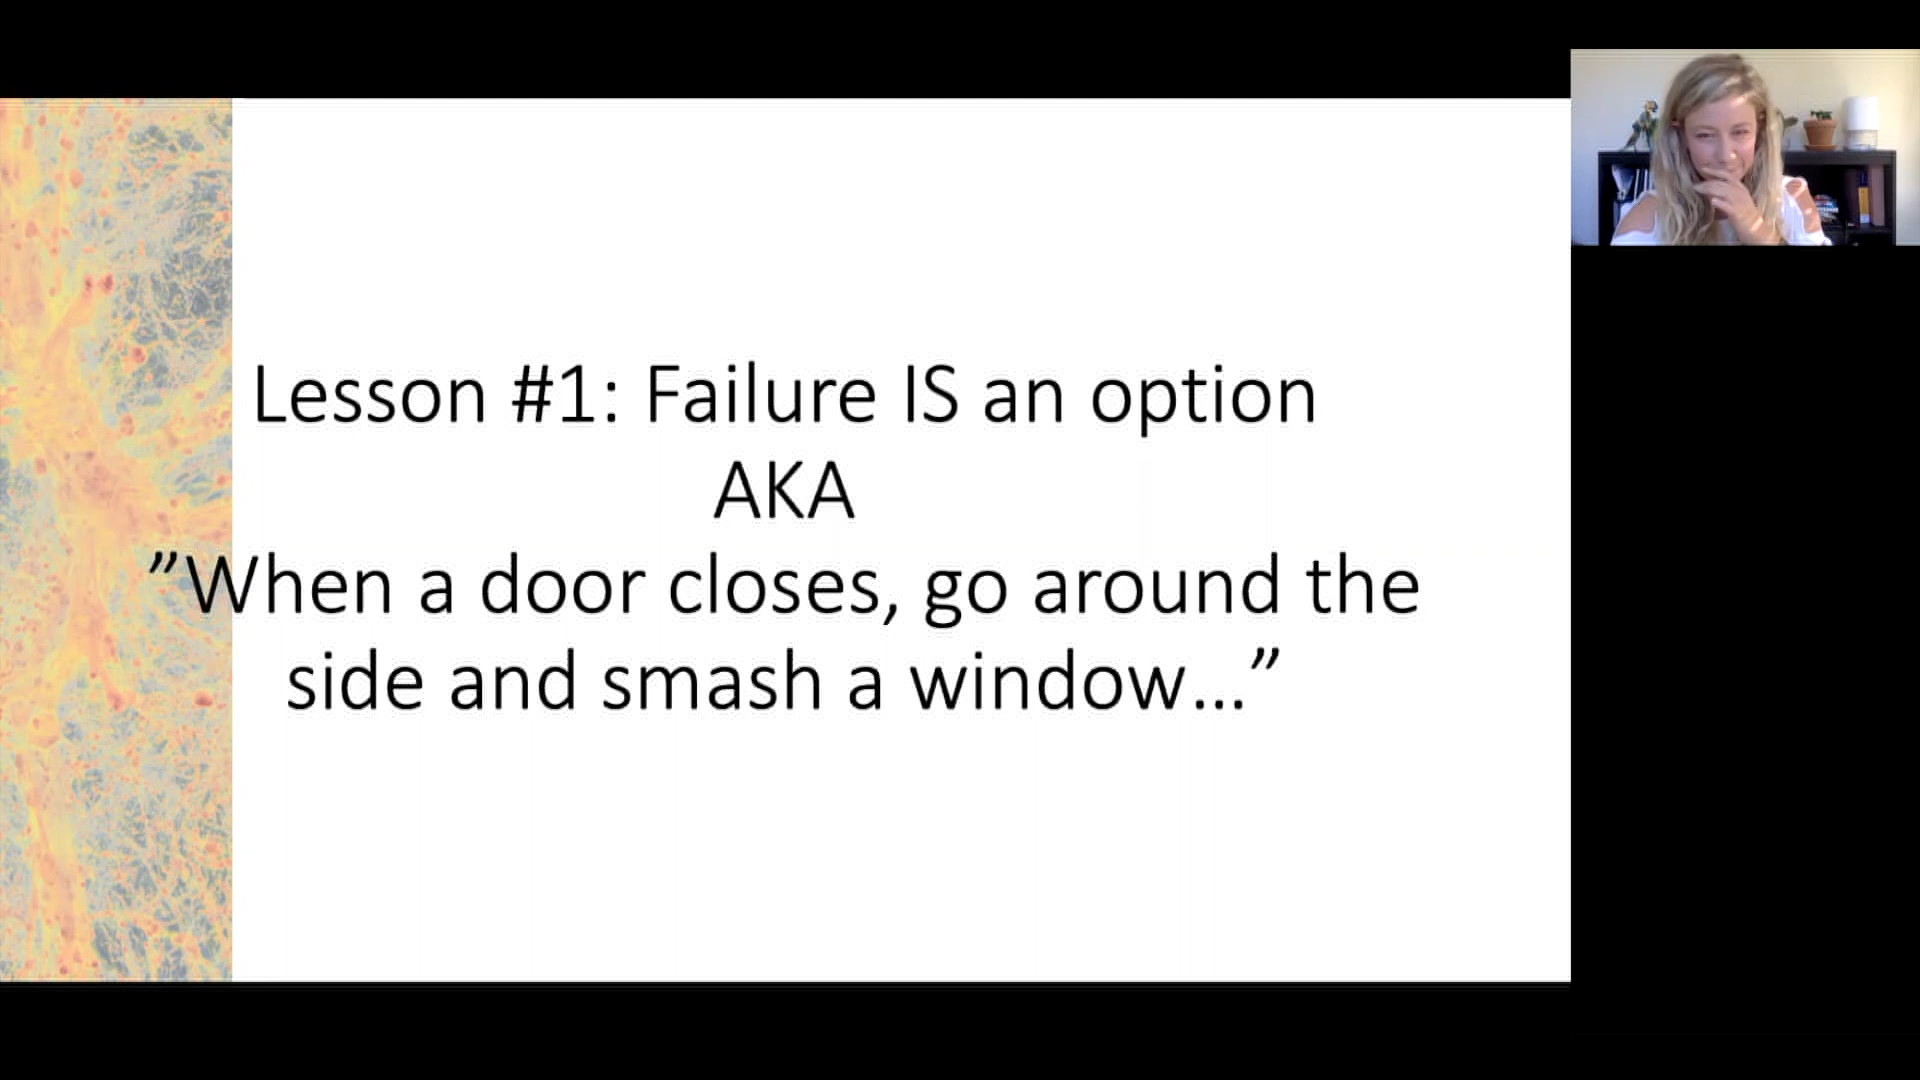 Lesson #1: Failure IS an option
AKA
”When a door closes, go around the
side and smash a window…”